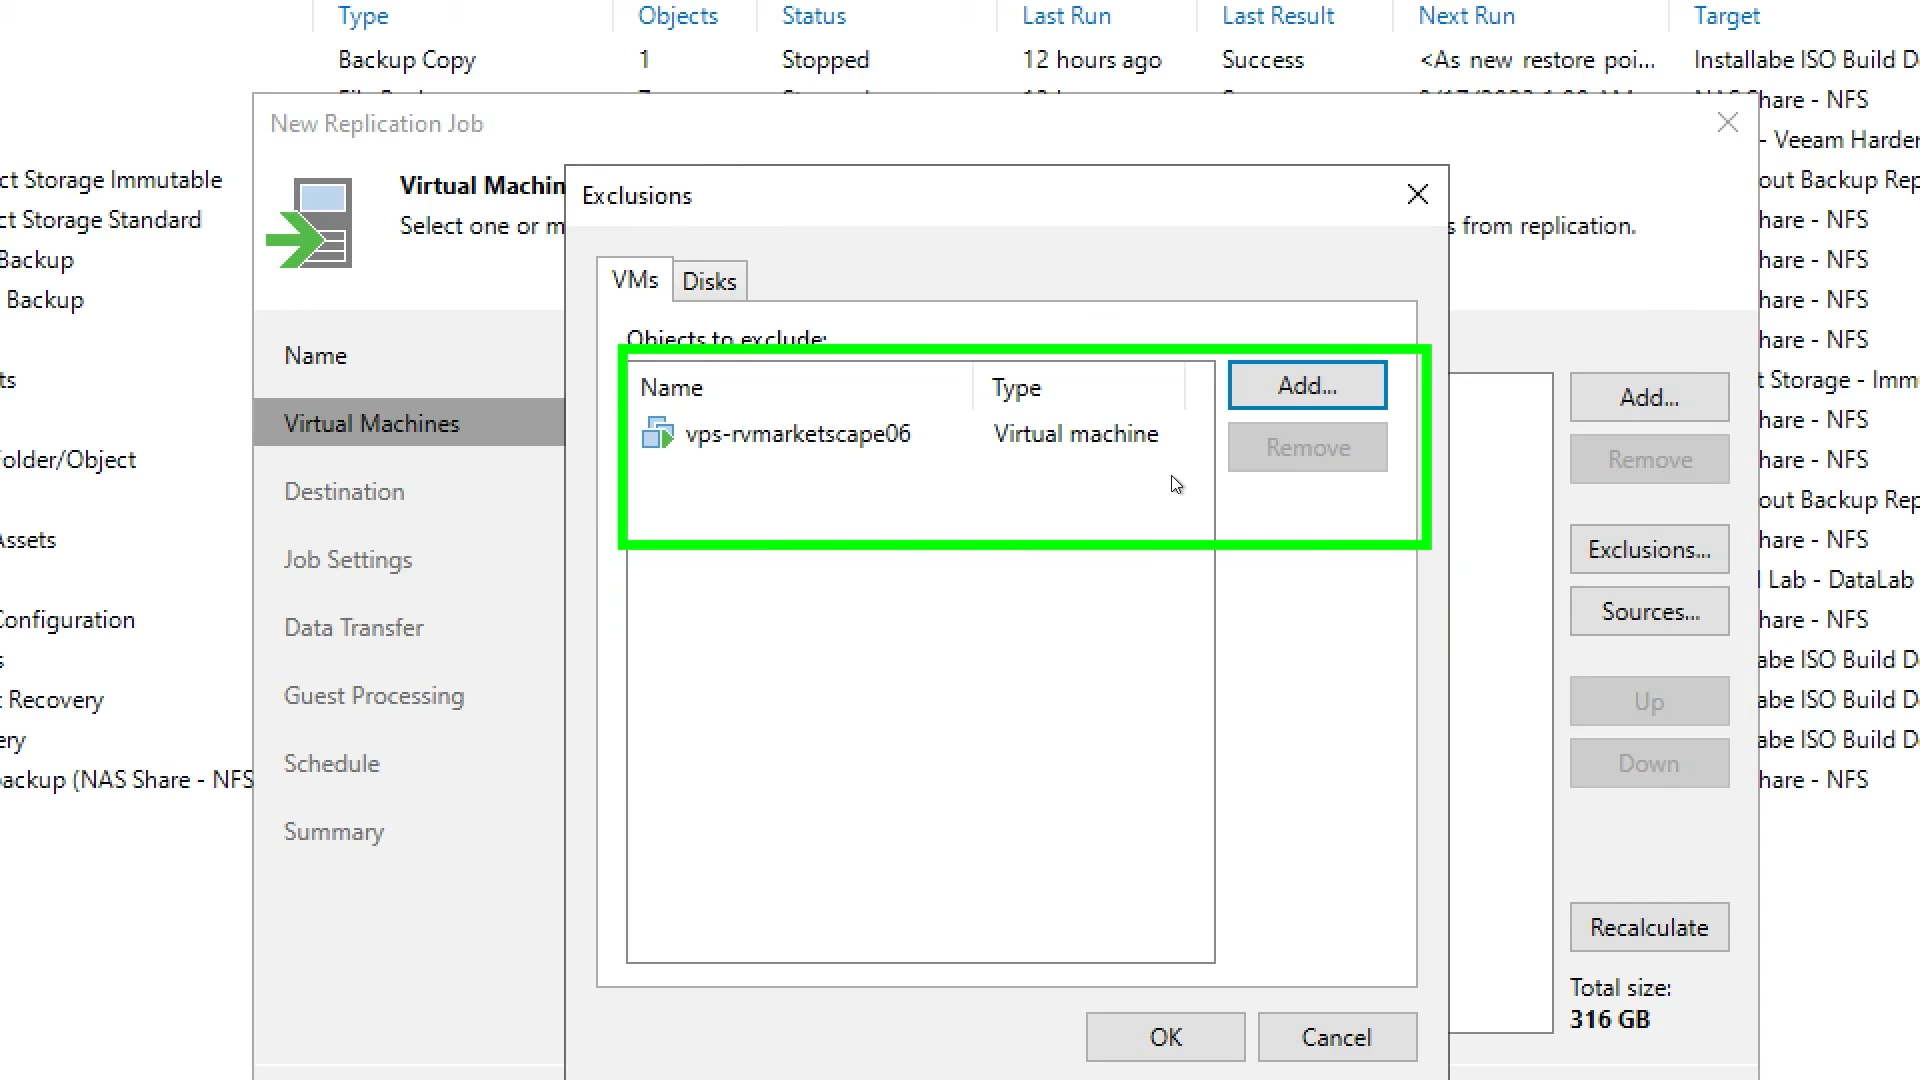 Type Objects Status Last Run Last Result Next Run Target
Backup Copy 1 Stopped 12 hours ago Success <As new restore poi... Installabe ISO Build D
hare - NFS
New Replication Job
- Veeam Harder
ct Storage Immutable
Virtual Machin
Exclusions
out Backup Rep
ct Storage Standard
Select one or m
s from replication.
hare - NFS
Backup
hare - NFS
VMs Disks
Backup
hare - NFS
Objects to exclude:
hare - NFS
Name
ts
Name Type
Add...
Add...
t Storage - Imm
Virtual Machines
vps-rvmarketscape06 Virtual machine
hare - NFS
Remove
Remove
older/Object
hare - NFS
Destination
out Backup Rep
Assets
Exclusions...
hare - NFS
Job Settings
l Lab - DataLab
Configuration
Sources...
hare - NFS
Data Transfer
s
abe ISO Build D
t Recovery
Guest Processing
Up
abe ISO Build D
ery
abe ISO Build D
Schedule
Down
backup (NAS Share - NFS
hare - NFS
Summary
Recalculate
Total size:
316 GB
OK Cancel